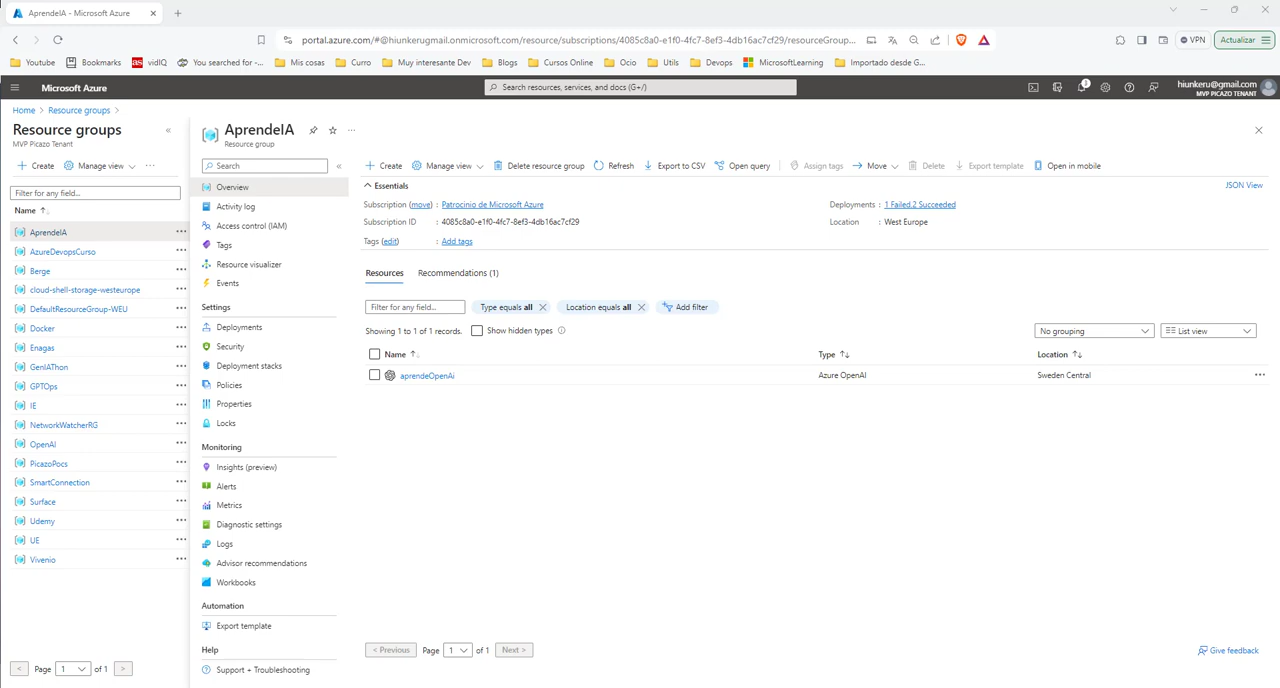 AprendeIA - Microsoft Azure
portal.azure.com/#@hiunkerugmail.onmicrosoft.com/resource/subscriptions/4085c8a0-e1f0-4fc7-8ef3-4db16ac7cf29/resourceGroup...
VPN
Actualizar
Youtube
Bookmarks
as vidIQ
You searched for -...
Mis cosas
Curro
Muy interesante Dev
Blogs
Cursos Online
Ocio
Utils
Devops
MicrosoftLearning
Importado desde G...
Microsoft Azure
Search resources, services, and docs (G+/)
1
hiunkeru@gmail.com
MVP PICAZO TENANT
Home > Resource groups >
Resource groups
MVP Picazo Tenant
Create
Manage view
Filter for any field...
Name
AprendeIA
AzureDevopsCurso
Berge
cloud-shell-storage-westeurope
DefaultResourceGroup-WEU
Docker
Enagas
GenIAThon
GPTOps
IE
NetworkWatcherRG
OpenAI
PicazoPocs
SmartConnection
Surface
Udemy
UE
Vivenio
< Page 1 of 1 >
AprendeIA
Resource group
Search
Overview
Activity log
Access control (IAM)
Tags
Resource visualizer
Events
Settings
Deployments
Security
Deployment stacks
Policies
Properties
Locks
Monitoring
Insights (preview)
Alerts
Metrics
Diagnostic settings
Logs
Advisor recommendations
Workbooks
Automation
Export template
Help
Support + Troubleshooting
Create
Manage view
Delete resource group
Refresh
Export to CSV
Open query
Assign tags
Move
Delete
Export template
Open in mobile
Essentials
JSON View
Subscription (move) : Patrocinio de Microsoft Azure
Subscription ID : 4085c8a0-e1f0-4fc7-8ef3-4db16ac7cf29
Tags (edit) : Add tags
Deployments : 1 Failed,2 Succeeded
Location : West Europe
Resources
Recommendations (1)
Filter for any field...
Type equals all
Location equals all
Add filter
Showing 1 to 1 of 1 records.
Show hidden types
No grouping
List view
Name
Type
Location
aprendeOpenAi
Azure OpenAI
Sweden Central
< Previous
Page 1 of 1
Next >
Give feedback